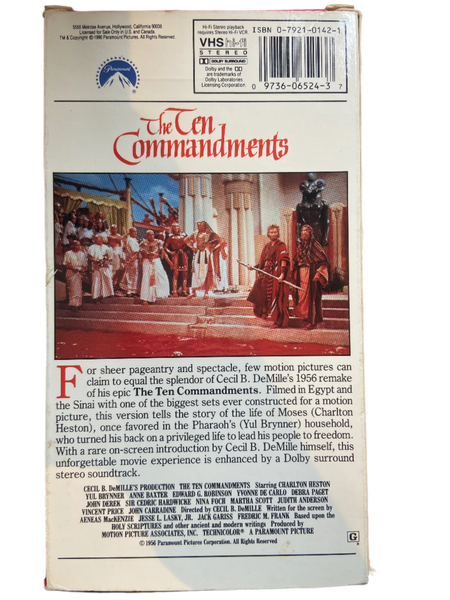 5555 Melrose Avenue, Hollywood, California 90038
Licensed for Sale Only in U.S. and Canada.
TM & Copyright © 1990 Paramount Pictures. All Rights Reserved.
Paramount
Hi-Fi Stereo playback
requires Stereo Hi-Fi VCR
VHS hi-fi
STEREO
DOLBY SURROUND
Dolby and the
are trademarks of
Dolby Laboratories
Licensing Corporation.
ISBN 0-7921-0142-1
0 9736-06524-3 7
The Ten
Commandments
For sheer pageantry and spectacle, few motion pictures can
claim to equal the splendor of Cecil B. DeMille's 1956 remake
of his epic The Ten Commandments. Filmed in Egypt and
the Sinai with one of the biggest sets ever constructed for a motion
picture, this version tells the story of the life of Moses (Charlton
Heston), once favored in the Pharaoh's (Yul Brynner) household,
who turned his back on a privileged life to lead his people to freedom.
With a rare on-screen introduction by Cecil B. DeMille himself, this
unforgettable movie experience is enhanced by a Dolby surround
stereo soundtrack.
CECIL B. DeMILLE'S PRODUCTION THE TEN COMMANDMENTS Starring CHARLTON HESTON
YUL BRYNNER ANNE BAXTER EDWARD G. ROBINSON YVONNE DE CARLO DEBRA PAGET
JOHN DEREK SIR CEDRIC HARDWICKE NINA FOCH MARTHA SCOTT JUDITH ANDERSON
VINCENT PRICE JOHN CARRADINE Directed by CECIL B. DeMILLE Written for the screen by
AENEAS MacKENZIE JESSE L. LASKY, JR. JACK GARISS FREDRIC M. FRANK Based upon the
HOLY SCRIPTURES and other ancient and modern writings Produced by
MOTION PICTURE ASSOCIATES, INC. TECHNICOLOR® A PARAMOUNT PICTURE
© 1956 Paramount Pictures Corporation. All Rights Reserved
G